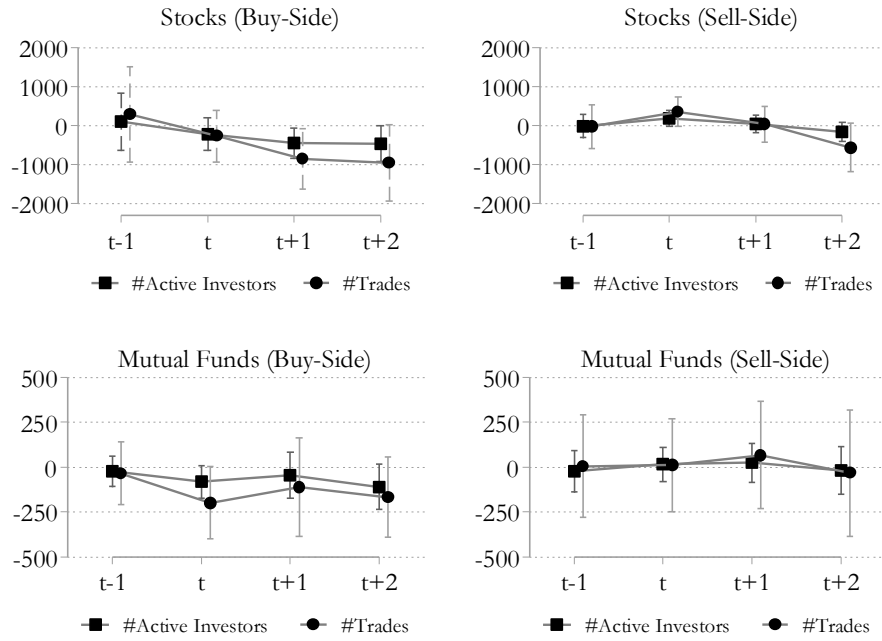 Stocks (Buy-Side)
2000
1000
0
-1000
-2000
t-1 t t+1 t+2
#Active Investors #Trades
Stocks (Sell-Side)
2000
1000
0
-1000
-2000
t-1 t t+1 t+2
#Active Investors #Trades
Mutual Funds (Buy-Side)
500
250
0
-250
-500
t-1 t t+1 t+2
#Active Investors #Trades
Mutual Funds (Sell-Side)
500
250
0
-250
-500
t-1 t t+1 t+2
#Active Investors #Trades